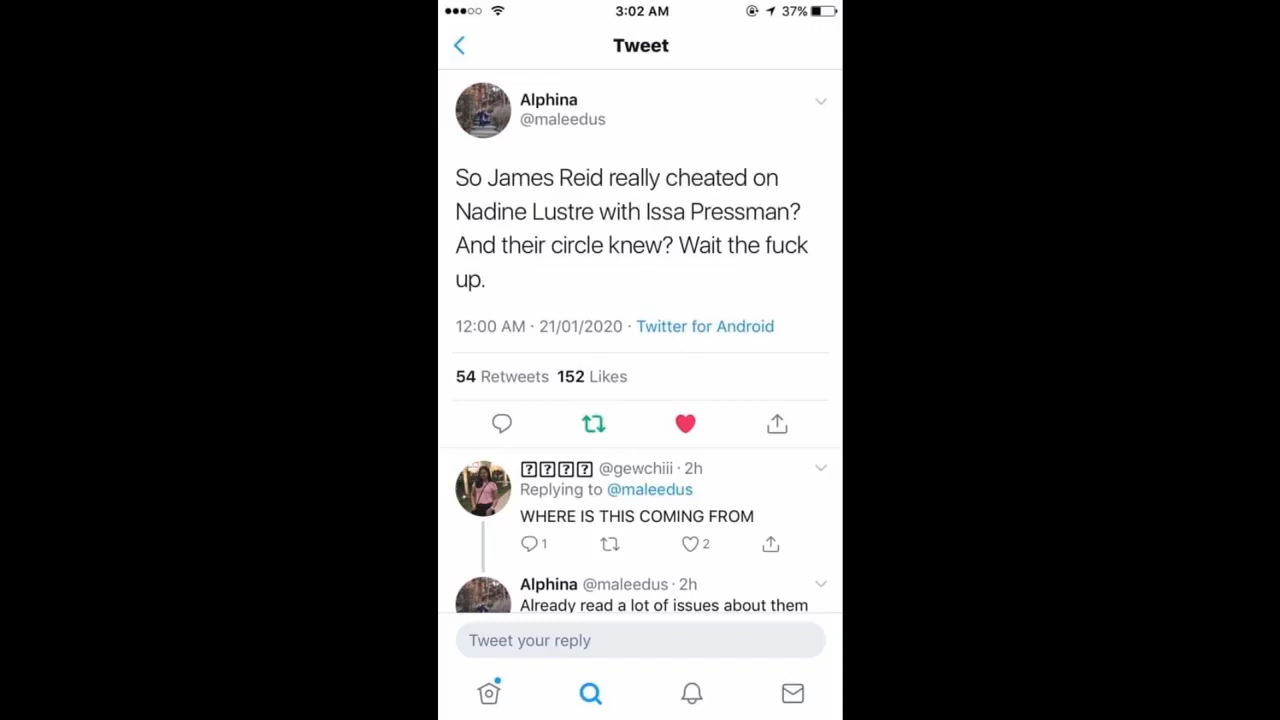 3:02 AM
37%
Tweet
Alphina
@maleedus
So James Reid really cheated on
Nadine Lustre with Issa Pressman?
And their circle knew? Wait the fuck
up.
12:00 AM · 21/01/2020 · Twitter for Android
54 Retweets 152 Likes
@gewchiii · 2h
Replying to @maleedus
WHERE IS THIS COMING FROM
1
2
Alphina @maleedus · 2h
Already read a lot of issues about them
Tweet your reply